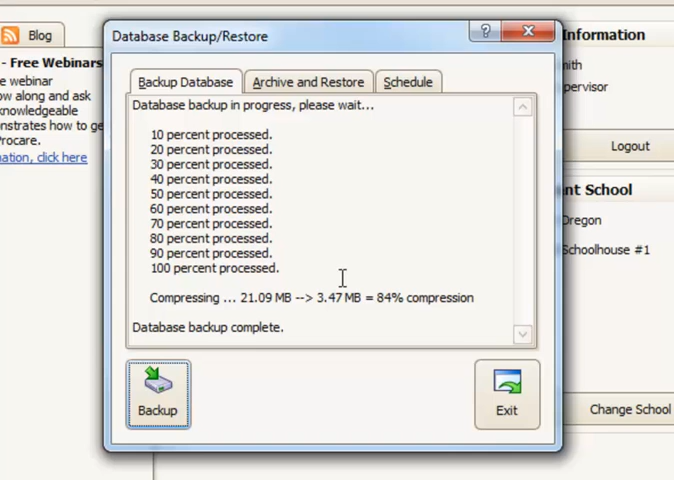 Blog
- Free Webinars
e webinar
ow along and ask
knowledgeable
nstrates how to ge
Procare.
nation, click here
Database Backup/Restore
?
Backup Database
Archive and Restore
Schedule
Database backup in progress, please wait...
10 percent processed.
20 percent processed.
30 percent processed.
40 percent processed.
50 percent processed.
60 percent processed.
70 percent processed.
80 percent processed.
90 percent processed.
100 percent processed.
Compressing ... 21.09 MB --> 3.47 MB = 84% compression
Database backup complete.
Backup
Exit
Information
mith
pervisor
Logout
nt School
Oregon
Schoolhouse #1
Change School